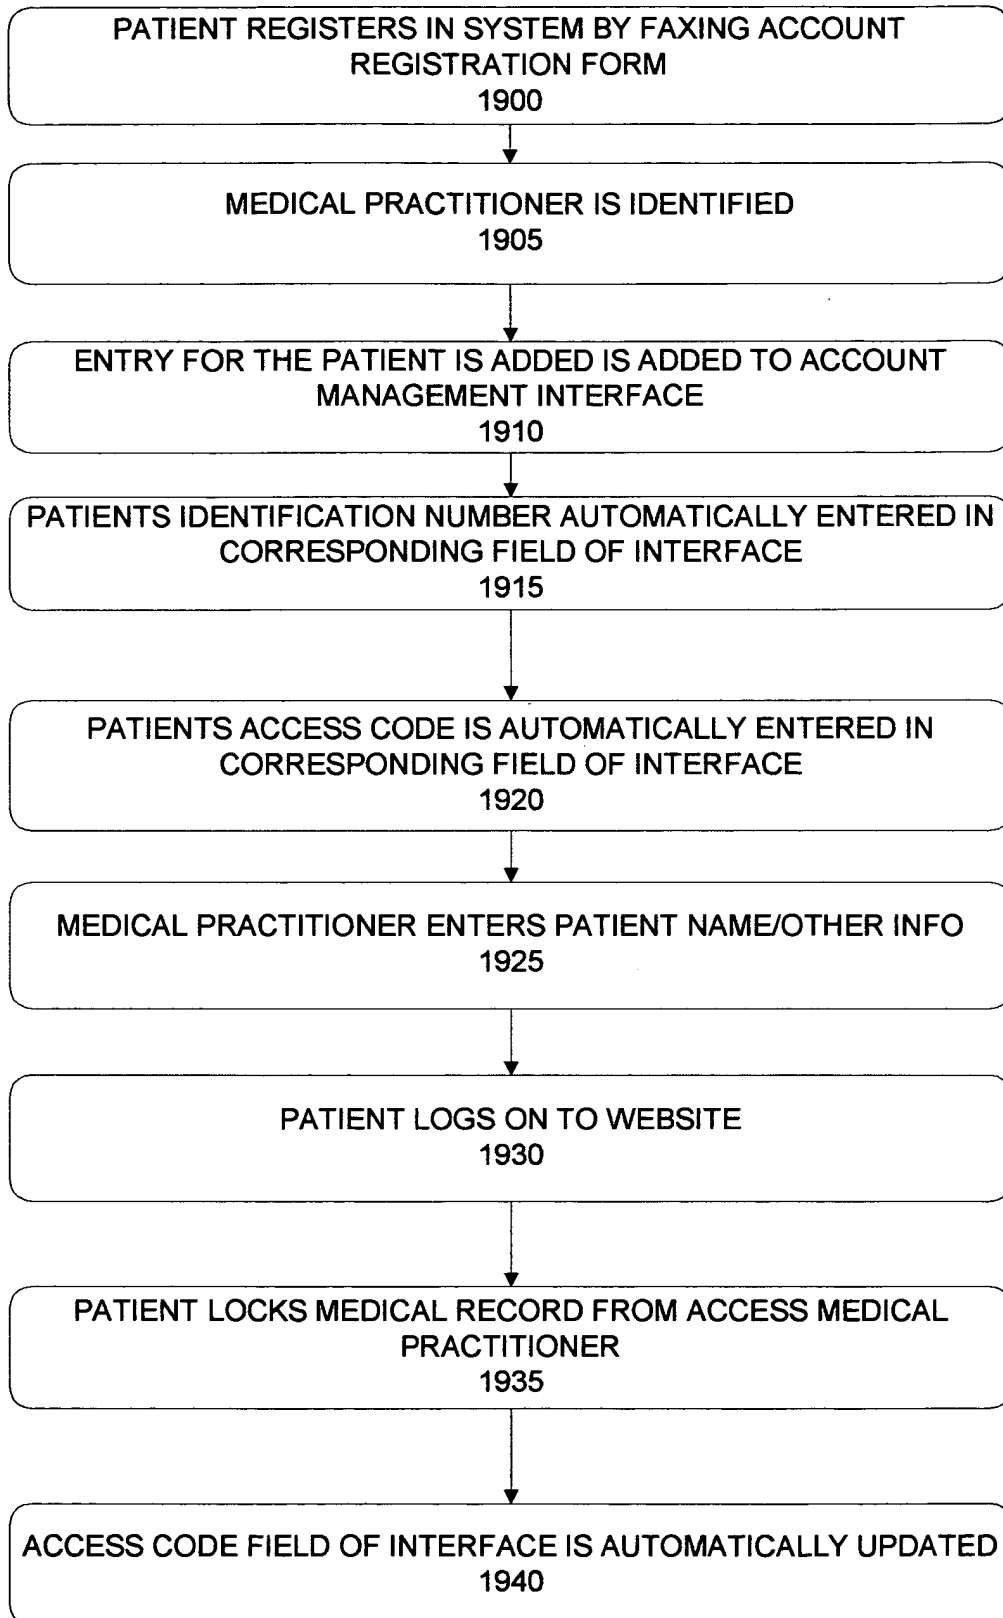 PATIENT REGISTERS IN SYSTEM BY FAXING ACCOUNT
REGISTRATION FORM
1900
MEDICAL PRACTITIONER IS IDENTIFIED
1905
ENTRY FOR THE PATIENT IS ADDED IS ADDED TO ACCOUNT
MANAGEMENT INTERFACE
1910
PATIENTS IDENTIFICATION NUMBER AUTOMATICALLY ENTERED IN
CORRESPONDING FIELD OF INTERFACE
1915
PATIENTS ACCESS CODE IS AUTOMATICALLY ENTERED IN
CORRESPONDING FIELD OF INTERFACE
1920
MEDICAL PRACTITIONER ENTERS PATIENT NAME/OTHER INFO
1925
PATIENT LOGS ON TO WEBSITE
1930
PATIENT LOCKS MEDICAL RECORD FROM ACCESS MEDICAL
PRACTITIONER
1935
ACCESS CODE FIELD OF INTERFACE IS AUTOMATICALLY UPDATED
1940